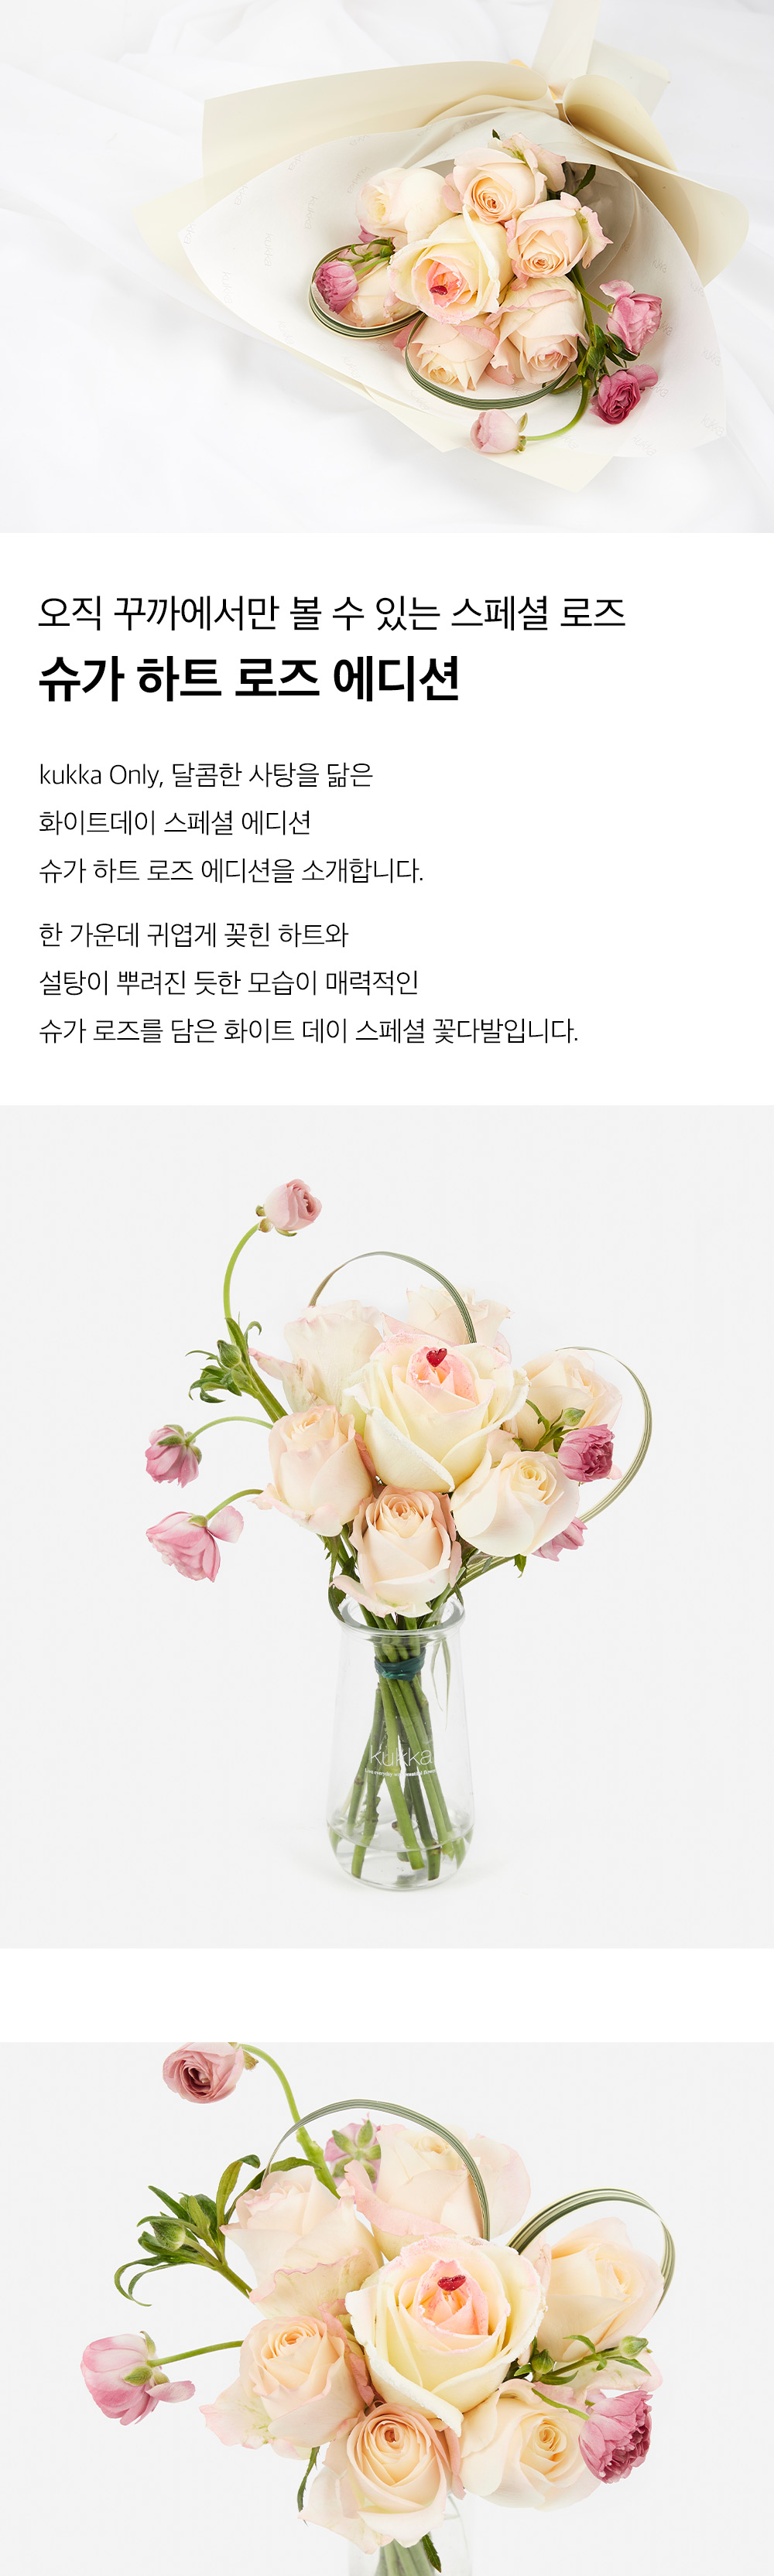 오직 꾸까에서만 볼 수 있는 스페셜 로즈
슈가 하트 로즈 에디션
kukka Only, 달콤한 사탕을 닮은
화이트데이 스페셜 에디션
슈가 하트 로즈 에디션을 소개합니다.
한 가운데 귀엽게 꽂힌 하트와
설탕이 뿌려진 듯한 모습이 매력적인
슈가 로즈를 담은 화이트 데이 스페셜 꽃다발입니다.
kukka